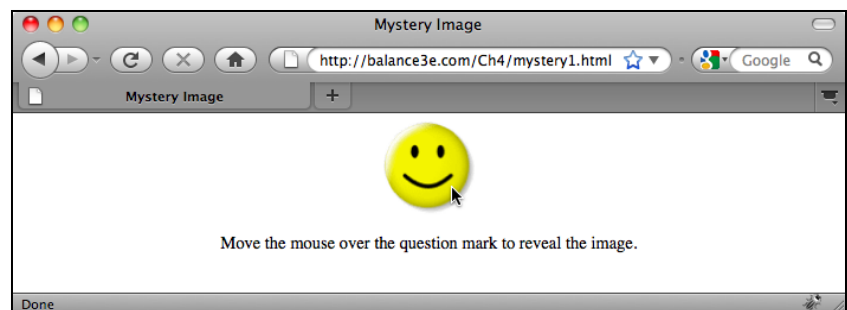 Mystery Image
http://balance3e.com/Ch4/mystery1.html
Google
Mystery Image
Move the mouse over the question mark to reveal the image.
Done